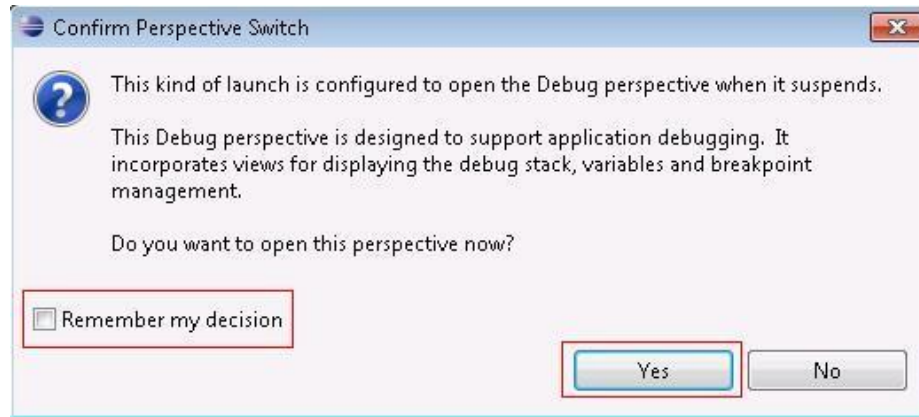 Confirm Perspective Switch
This kind of launch is configured to open the Debug perspective when it suspends.
This Debug perspective is designed to support application debugging. It
incorporates views for displaying the debug stack, variables and breakpoint
management.
Do you want to open this perspective now?
Remember my decision
Yes
No